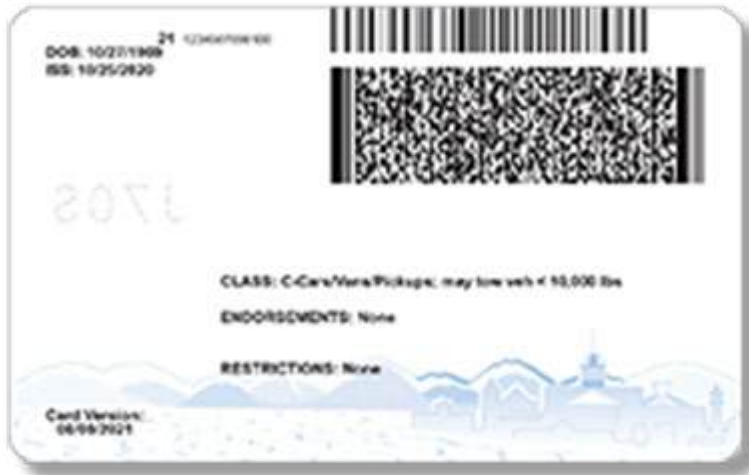 21
DOB: 10/27/1969
ISS: 10/25/2020
CLASS: C-Cars/Vans/Pickups; may tow veh < 10,000 lbs
ENDORSEMENTS: None
RESTRICTIONS: None
Card Version: